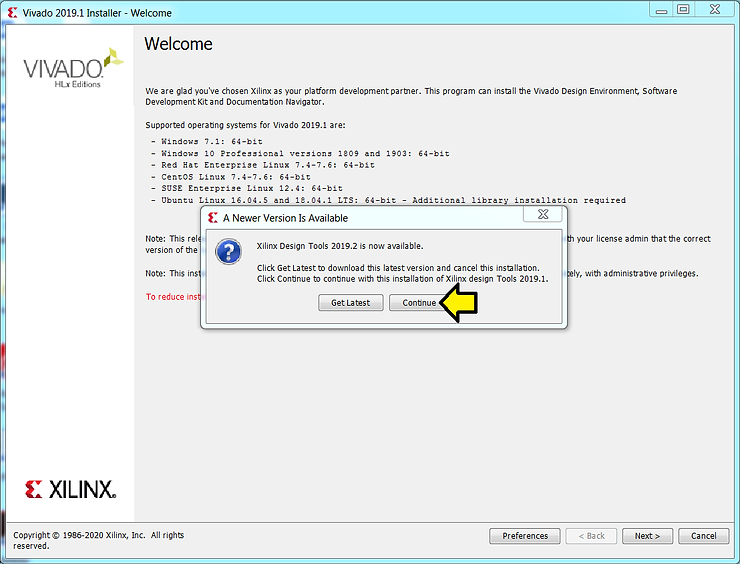 Vivado 2019.1 Installer - Welcome
VIVADO.
HLx Editions
Welcome
We are glad you've chosen Xilinx as your platform development partner. This program can install the Vivado Design Environment, Software
Development Kit and Documentation Navigator.
Supported operating systems for Vivado 2019.1 are:
- Windows 7.1: 64-bit
- Windows 10 Professional versions 1809 and 1903: 64-bit
- Red Hat Enterprise Linux 7.4-7.6: 64-bit
- CentOS Linux 7.4-7.6: 64-bit
- SUSE Enterprise Linux 12.4: 64-bit
- Ubuntu Linux 16.04.5 and 18.04.1 LTS: 64-bit - Additional library installation required
A Newer Version Is Available
Note: This rele
th your license admin that the correct
version of the
Xilinx Design Tools 2019.2 is now available.
Click Get Latest to download this latest version and cancel this installation.
Click Continue to continue with this installation of Xilinx design Tools 2019.1.
Note: This inst
tely, with administrative privileges.
To reduce inst
Get Latest
Continue
XILINX.
Copyright © 1986-2020 Xilinx, Inc. All rights
reserved.
Preferences
< Back
Next >
Cancel